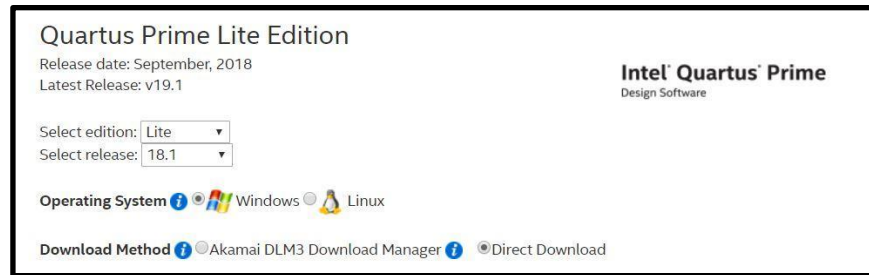 Quartus Prime Lite Edition
Release date: September, 2018
Latest Release: v19.1
Intel® Quartus® Prime
Design Software
Select edition: Lite
Select release: 18.1
Operating System i Windows Linux
Download Method i Akamai DLM3 Download Manager i Direct Download